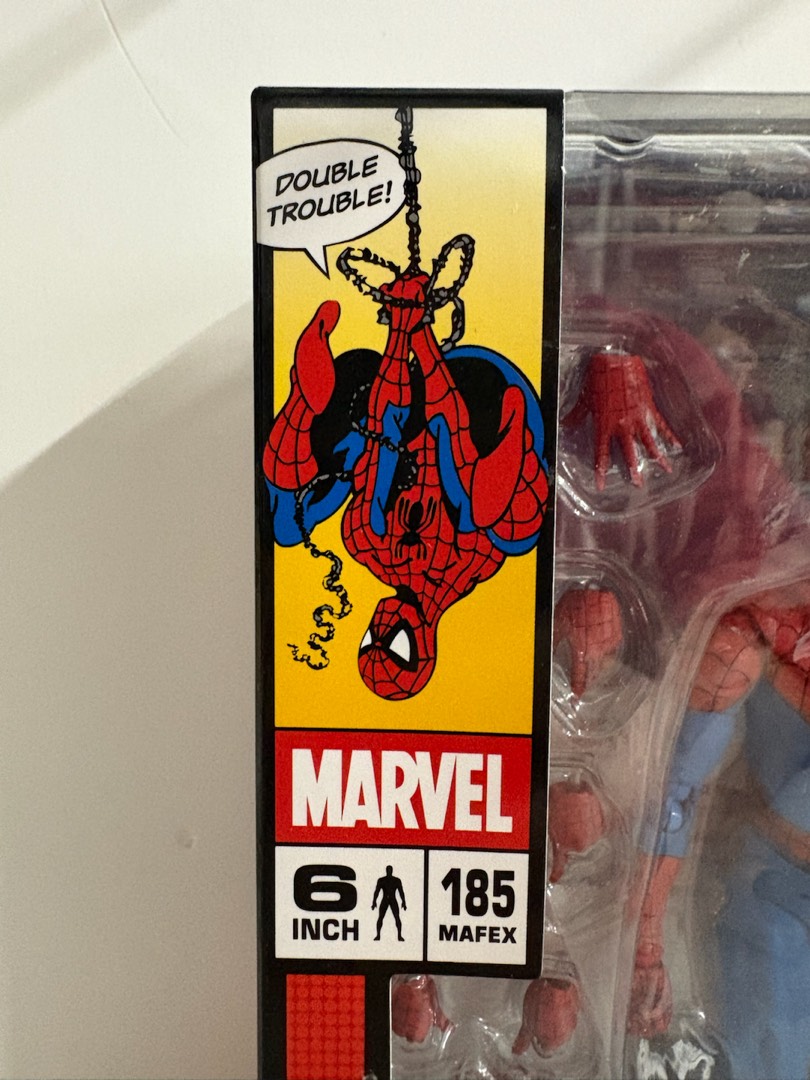 DOUBLE
TROUBLE!
MARVEL
6
INCH
185
MAFEX